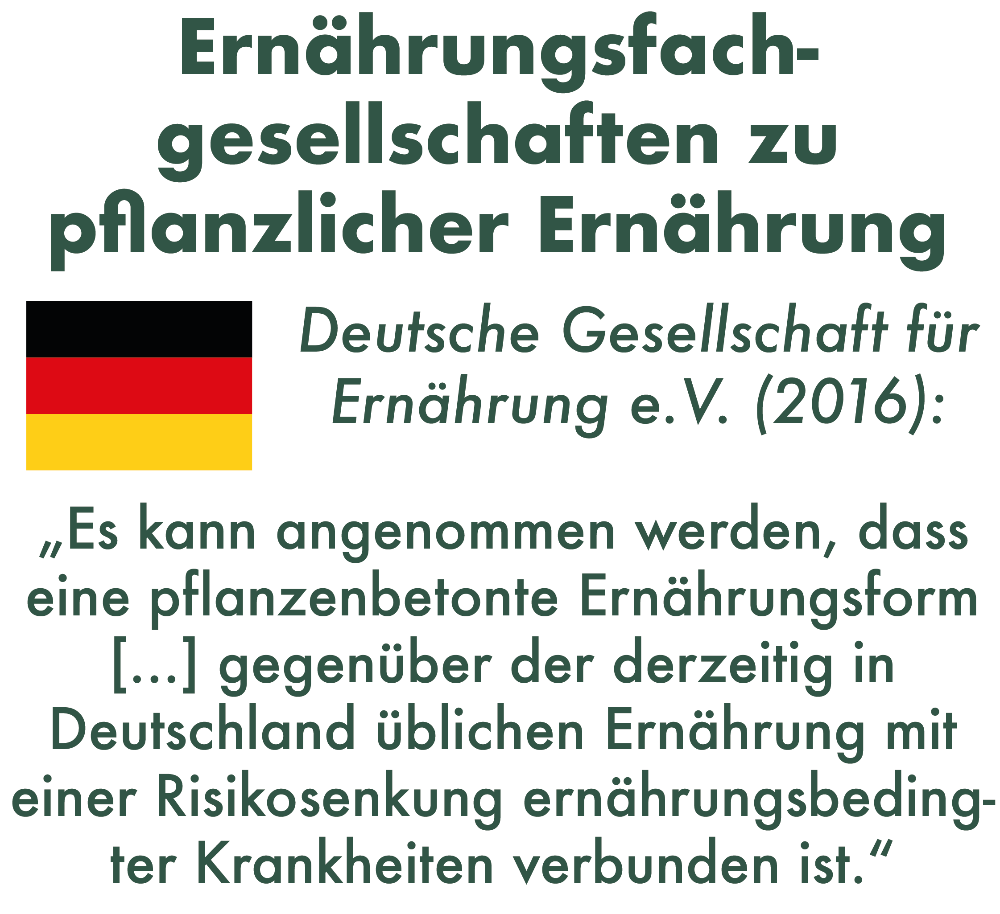 Ernährungsfach-
gesellschaften zu
pflanzlicher Ernährung
Deutsche Gesellschaft für
Ernährung e.V. (2016):
„Es kann angenommen werden, dass
eine pflanzenbetonte Ernährungsform
[...] gegenüber der derzeitig in
Deutschland üblichen Ernährung mit
einer Risikosenkung ernährungsbeding-
ter Krankheiten verbunden ist.“